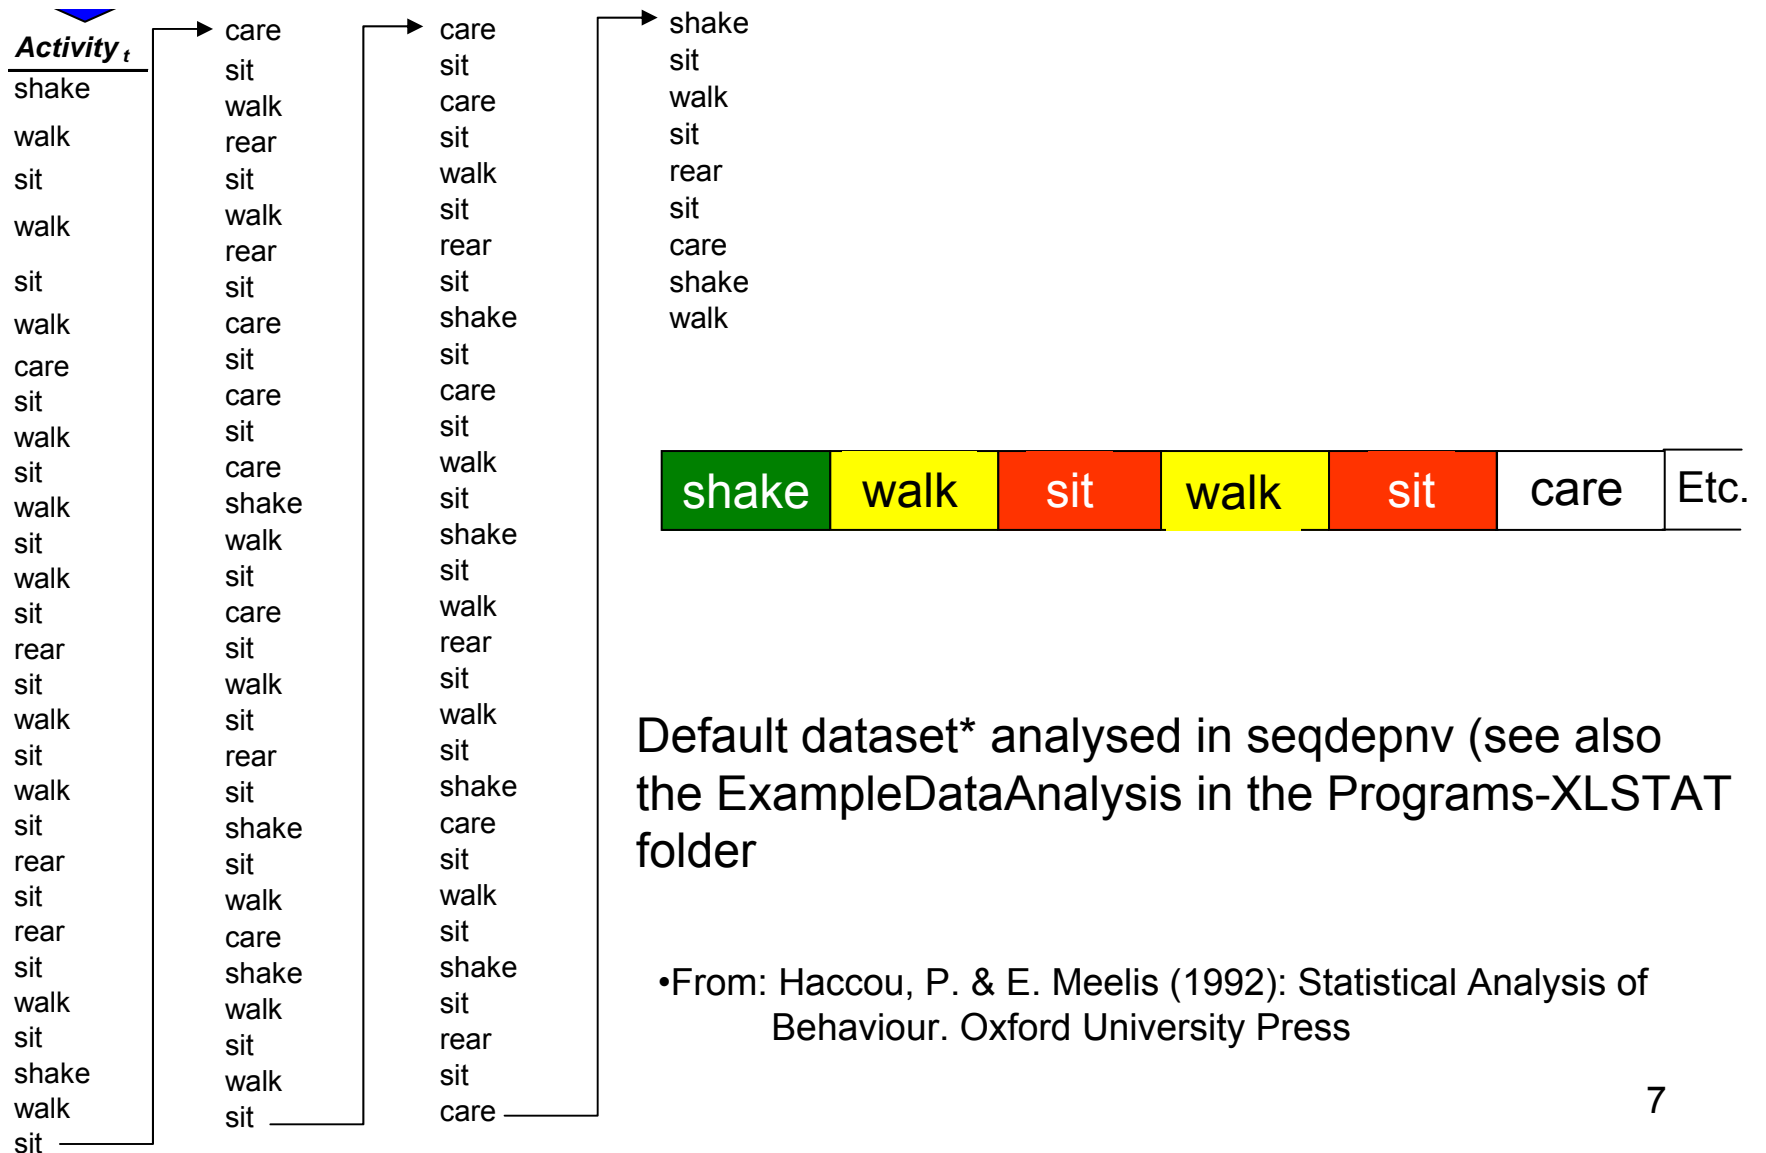 Activity t
shake
walk
sit
walk
sit
walk
care
sit
walk
sit
walk
sit
walk
sit
rear
sit
walk
sit
walk
sit
rear
sit
rear
sit
walk
sit
shake
walk
sit
care
sit
walk
rear
sit
walk
rear
sit
care
sit
care
sit
care
shake
walk
sit
care
sit
walk
sit
rear
sit
shake
sit
walk
care
shake
walk
sit
walk
sit
care
sit
care
sit
walk
sit
rear
sit
shake
sit
care
sit
walk
sit
shake
sit
walk
rear
sit
walk
sit
shake
care
sit
walk
sit
shake
sit
rear
sit
care
shake
sit
walk
sit
rear
sit
care
shake
walk
shake walk sit walk sit care Etc.
Default dataset* analysed in seqdepnv (see also
the ExampleDataAnalysis in the Programs-XLSTAT
folder
•From: Haccou, P. & E. Meelis (1992): Statistical Analysis of
Behaviour. Oxford University Press
7